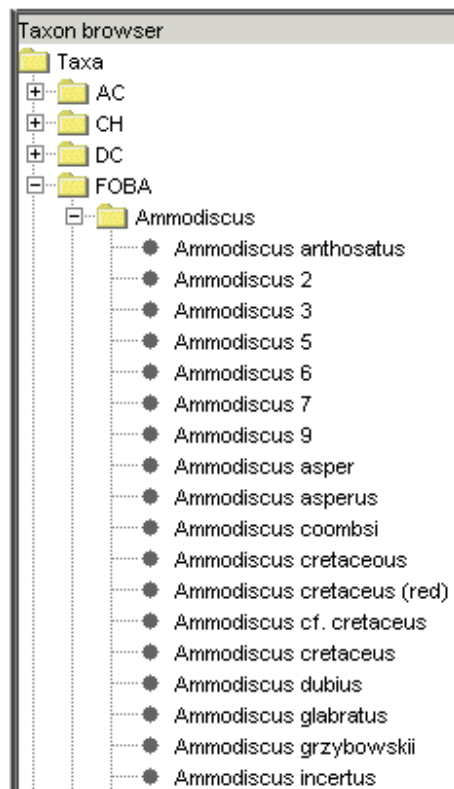 Taxon browser
Taxa
AC
CH
DC
FOBA
Ammodiscus
Ammodiscus anthosatus
Ammodiscus 2
Ammodiscus 3
Ammodiscus 5
Ammodiscus 6
Ammodiscus 7
Ammodiscus 9
Ammodiscus asper
Ammodiscus asperus
Ammodiscus coombsi
Ammodiscus cretaceous
Ammodiscus cretaceus (red)
Ammodiscus cf. cretaceus
Ammodiscus cretaceus
Ammodiscus dubius
Ammodiscus glabratus
Ammodiscus grzybowskii
Ammodiscus incertus